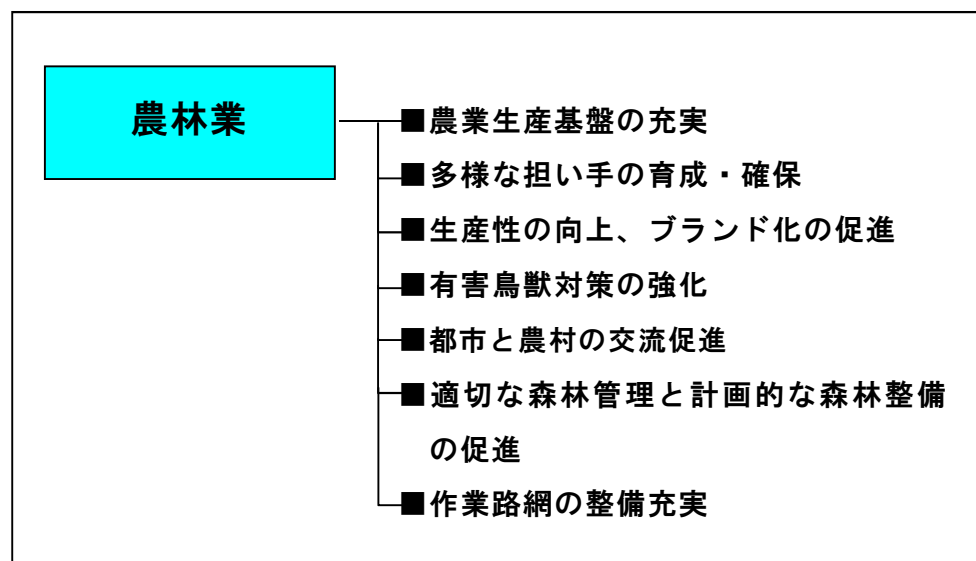 農林業
■農業生産基盤の充実
■多様な担い手の育成・確保
■生産性の向上、ブランド化の促進
■有害鳥獣対策の強化
■都市と農村の交流促進
■適切な森林管理と計画的な森林整備
の促進
■作業路網の整備充実